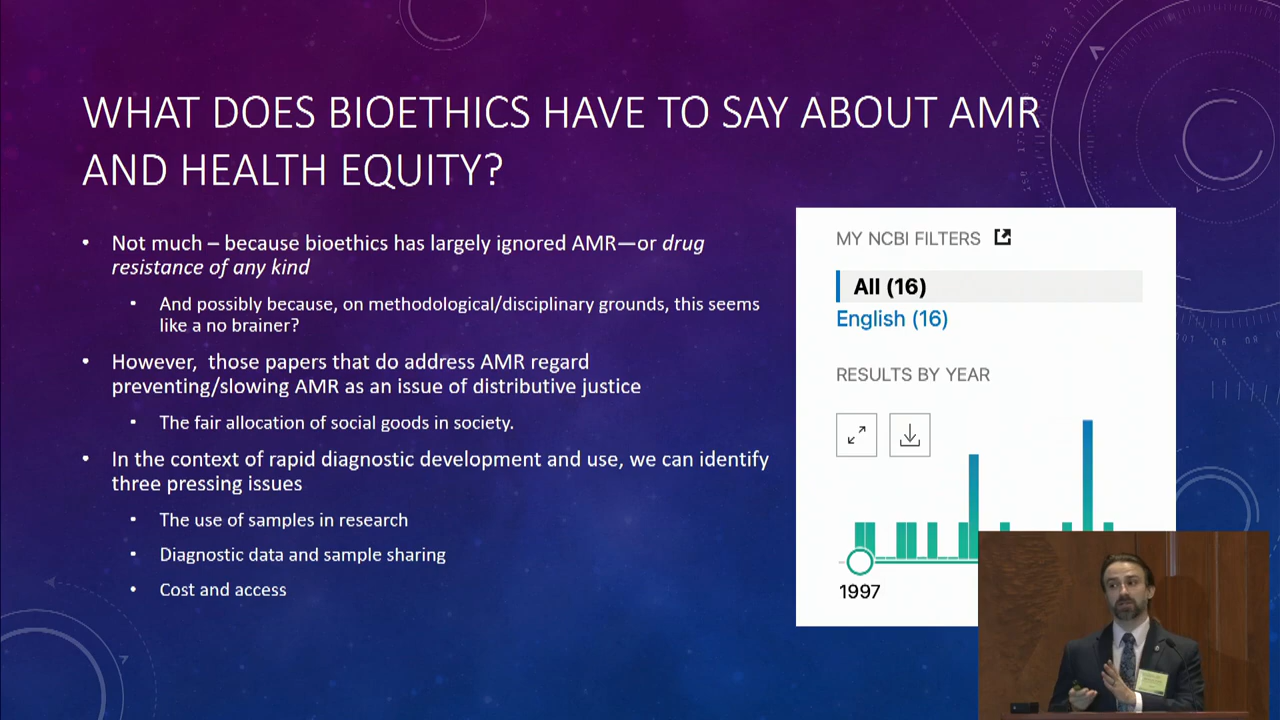 WHAT DOES BIOETHICS HAVE TO SAY ABOUT AMR
AND HEALTH EQUITY?
• Not much – because bioethics has largely ignored AMR—or drug
resistance of any kind
• And possibly because, on methodological/disciplinary grounds, this seems
like a no brainer?
• However, those papers that do address AMR regard
preventing/slowing AMR as an issue of distributive justice
• The fair allocation of social goods in society.
• In the context of rapid diagnostic development and use, we can identify
three pressing issues
• The use of samples in research
• Diagnostic data and sample sharing
• Cost and access
MY NCBI FILTERS
All (16)
English (16)
RESULTS BY YEAR
1997